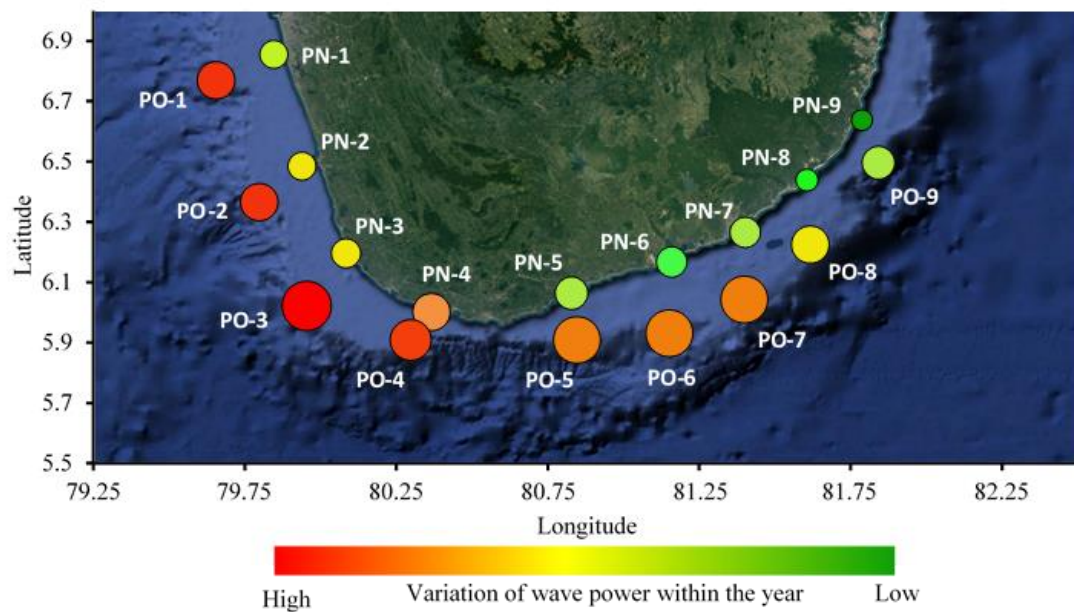 6.9
6.7
6.5
6.3
6.1
5.9
5.7
5.5
Latitude
PN-1
PO-1
PN-2
PO-2
PN-3
PO-3
PN-4
PO-4
PN-5
PO-5
PN-6
PO-6
PN-7
PO-7
PN-8
PO-8
PN-9
PO-9
79.25 79.75 80.25 80.75 81.25 81.75 82.25
Longitude
High Variation of wave power within the year Low